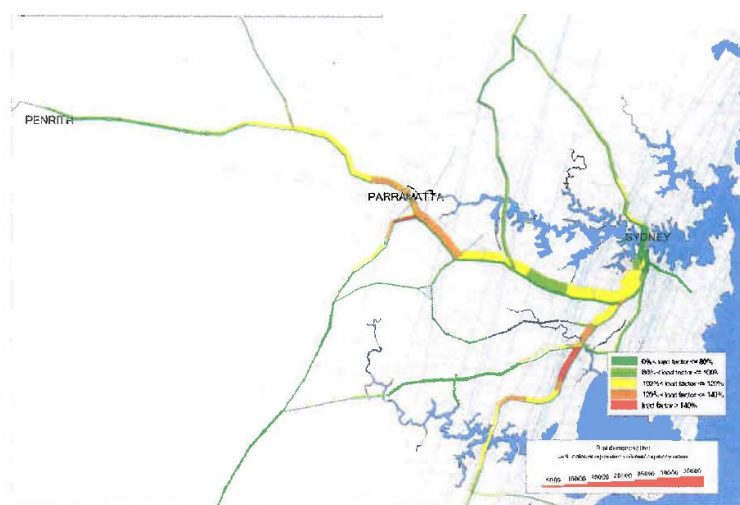 PENRITH
PARRAMATTA
SYDNEY
0% < load factor <= 80%
80% < load factor <= 100%
100% < load factor <= 120%
120% < load factor <= 140%
load factor > 140%
5000 10000 15000 20000 25000 30000 35000